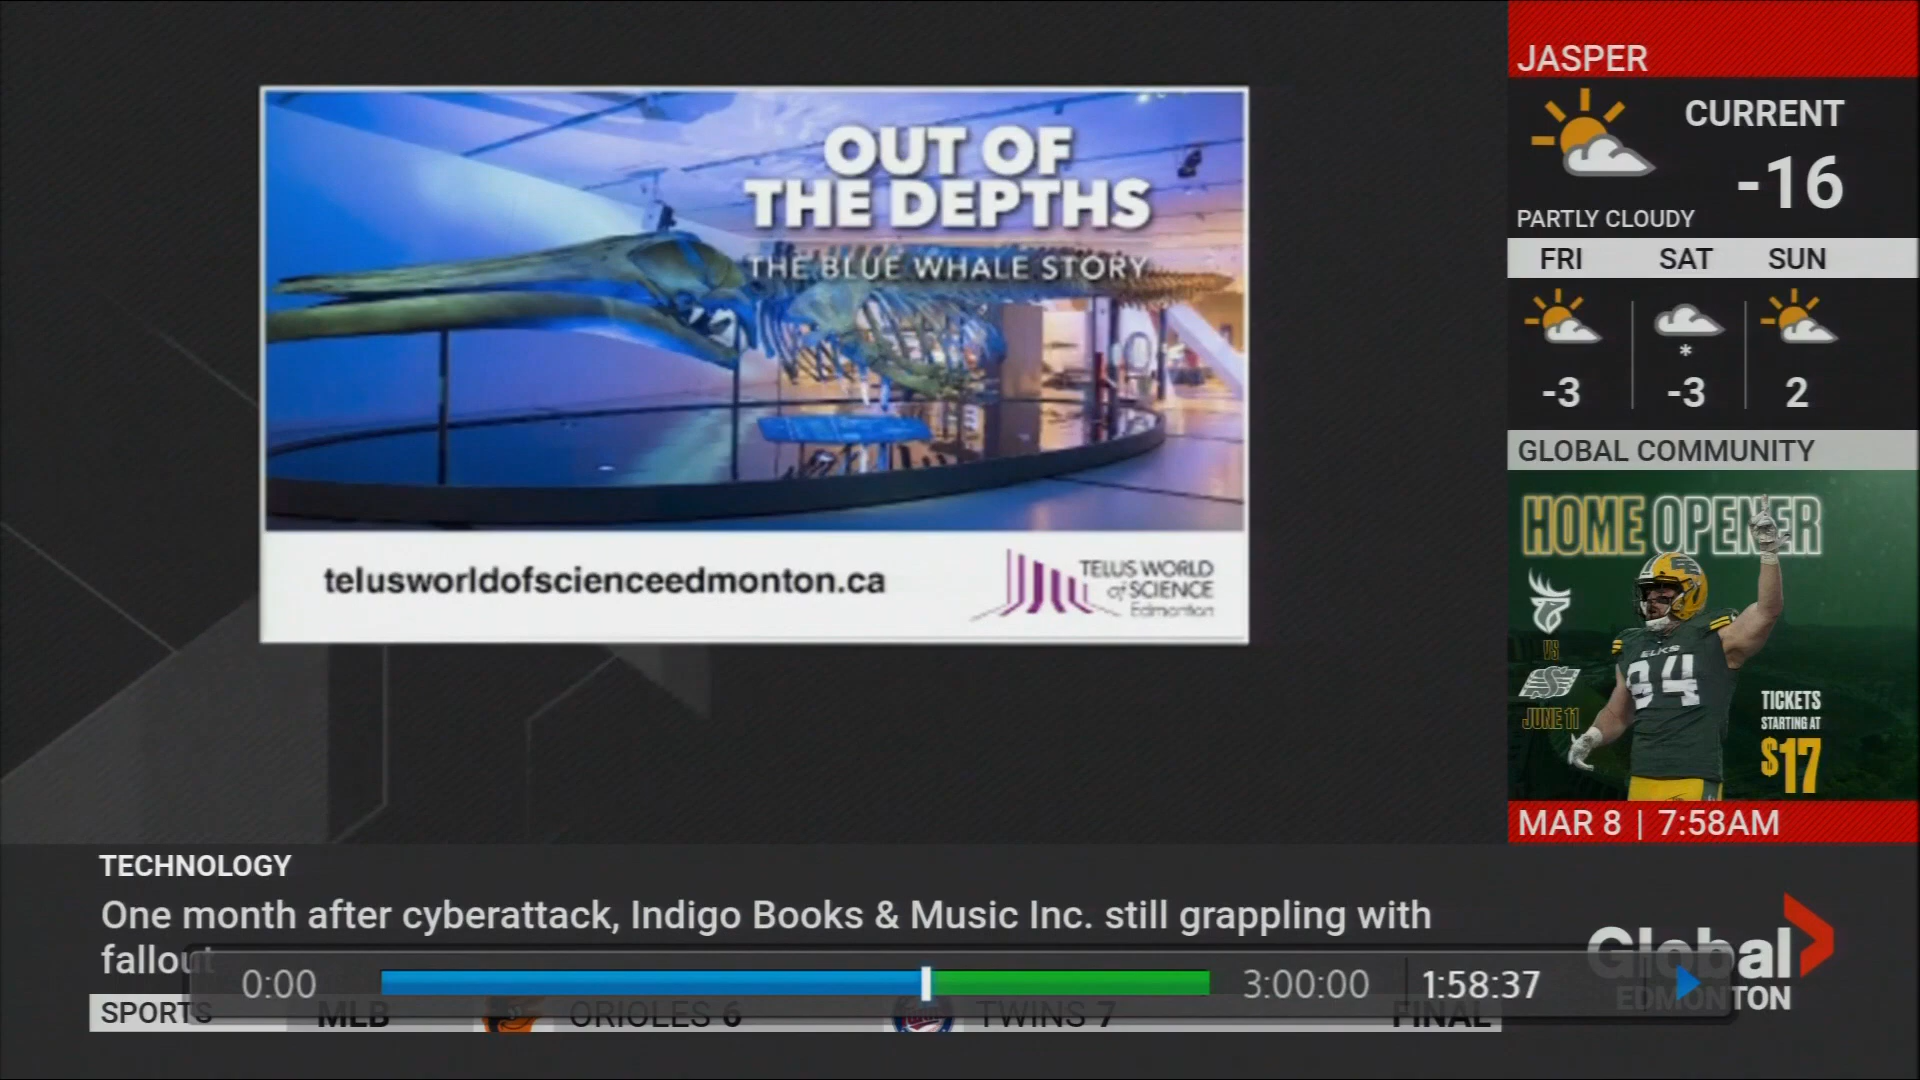 OUT OF
THE DEPTHS
THE BLUE WHALE STORY
telusworldofscienceedmonton.ca
TELUS WORLD
of SCIENCE
Edmonton
JASPER
CURRENT
-16
PARTLY CLOUDY
FRI SAT SUN
-3 -3 2
GLOBAL COMMUNITY
HOME OPENER
VS
JUNE 11
ELKS
94
TICKETS
STARTING AT
$17
MAR 8 | 7:58AM
TECHNOLOGY
One month after cyberattack, Indigo Books & Music Inc. still grappling with
fallout
0:00 3:00:00 1:58:37
SPORTS MLB ORIOLES 6 TWINS 7 FINAL
Global
EDMONTON